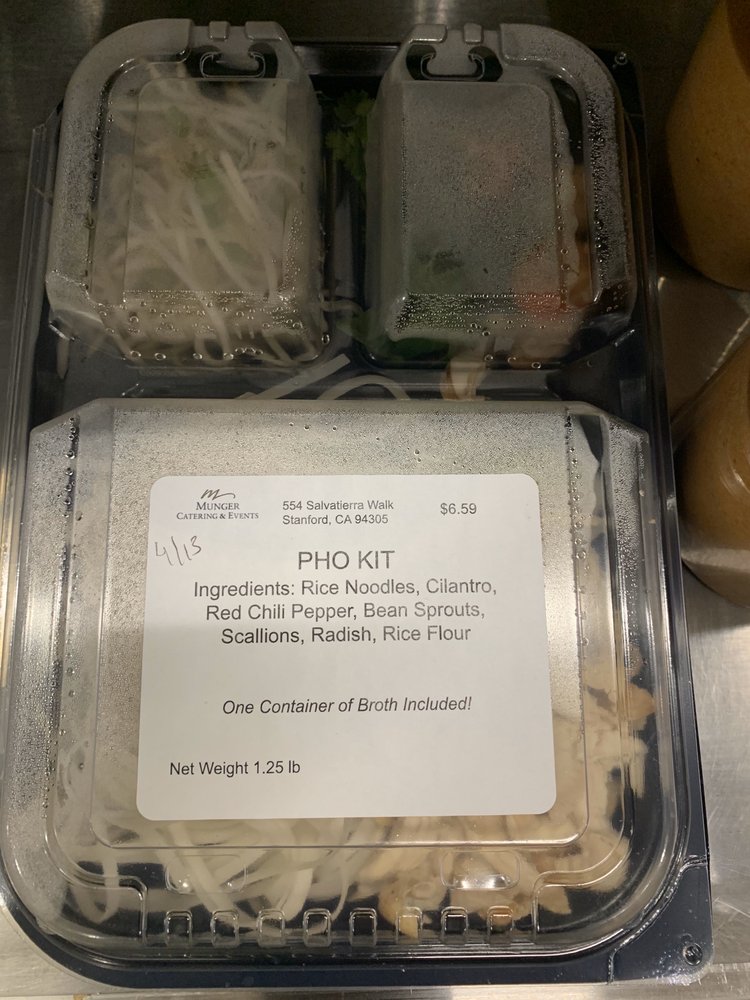 MUNGER
CATERING & EVENTS
554 Salvatierra Walk
Stanford, CA 94305
$6.59
4/13
PHO KIT
Ingredients: Rice Noodles, Cilantro,
Red Chili Pepper, Bean Sprouts,
Scallions, Radish, Rice Flour
One Container of Broth Included!
Net Weight 1.25 lb